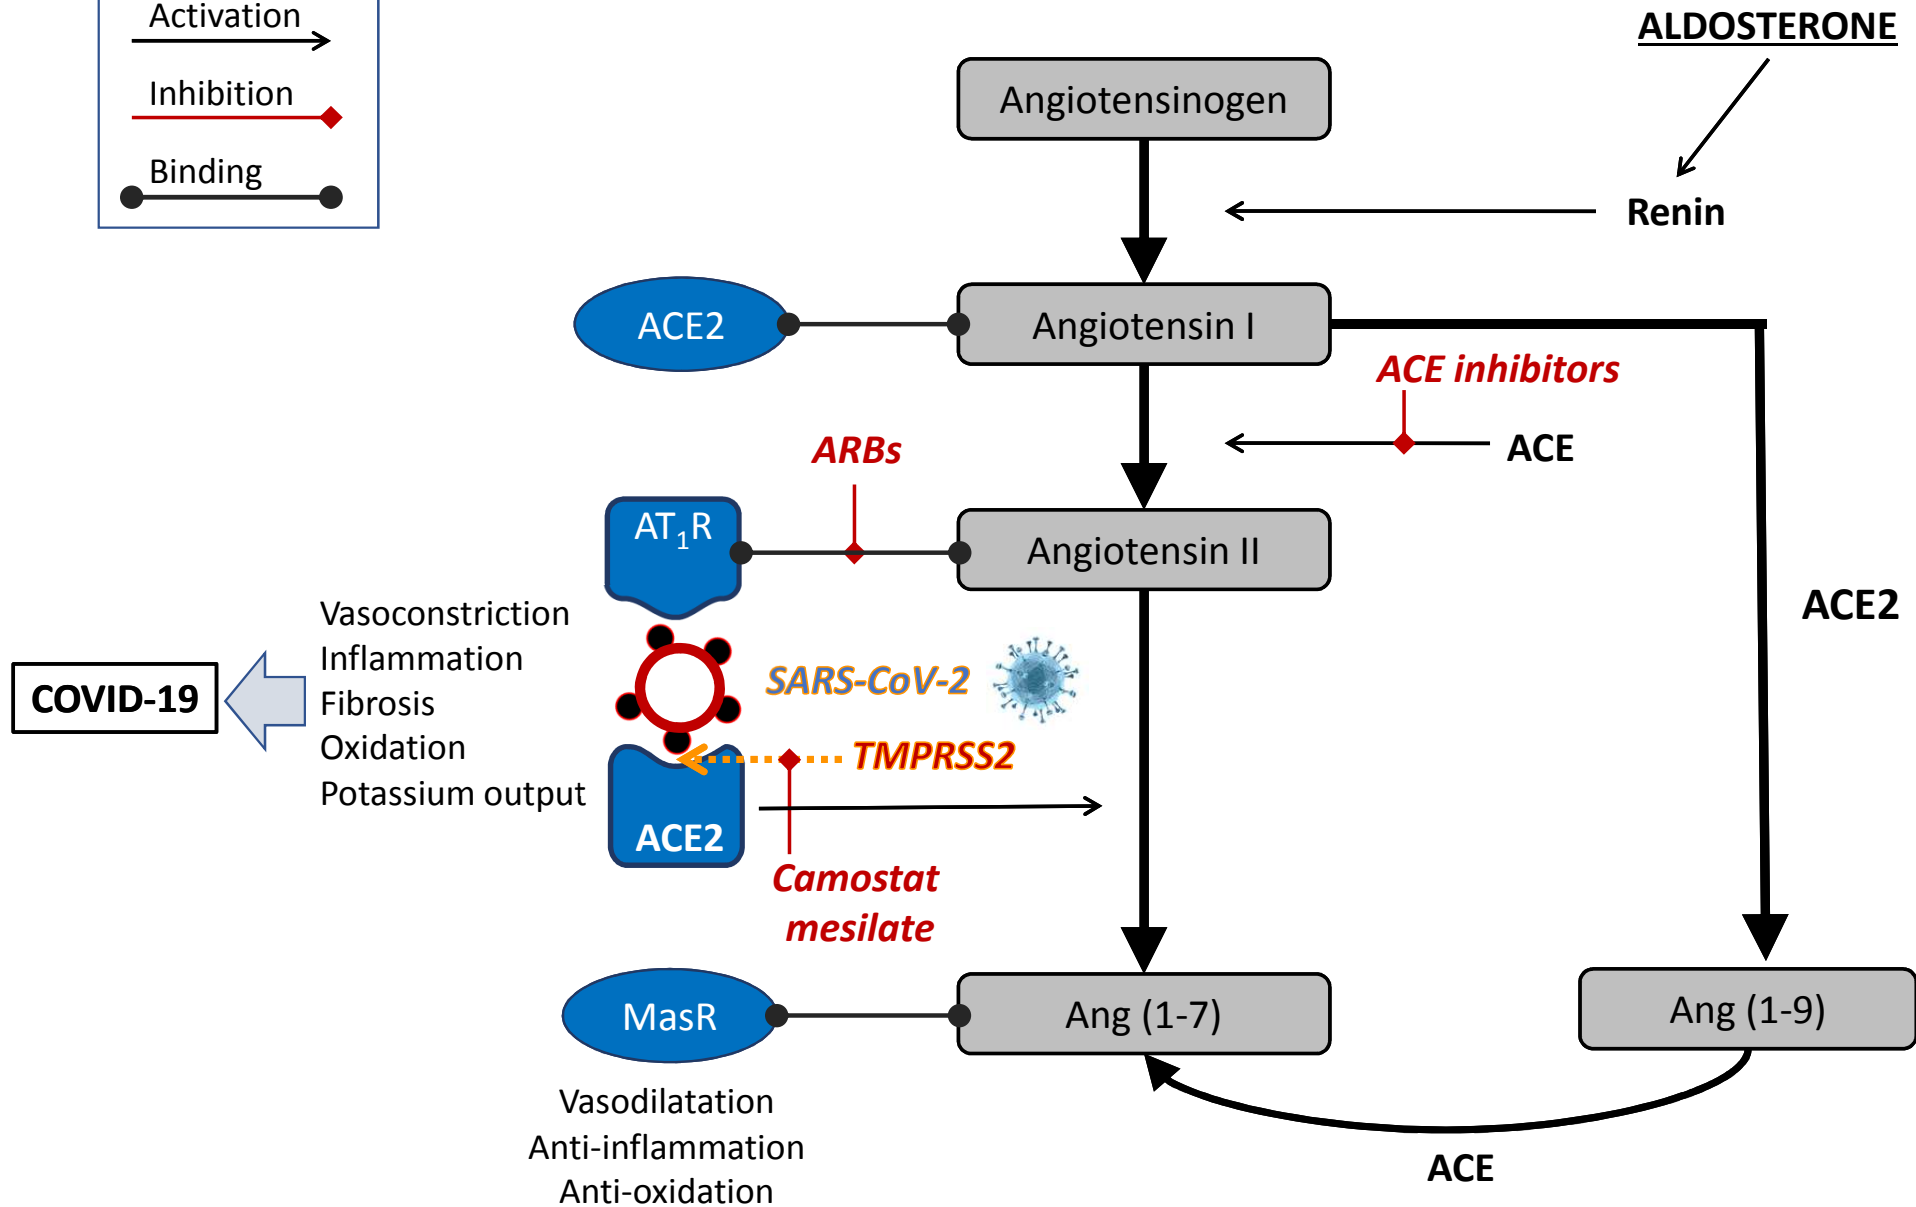 Activation
Inhibition
Binding
ALDOSTERONE
Angiotensinogen
Renin
ACE2
Angiotensin I
ACE inhibitors
ACE
ARBs
AT₁R
Angiotensin II
ACE2
Vasoconstriction
Inflammation
Fibrosis
Oxidation
Potassium output
COVID-19
SARS-CoV-2
TMPRSS2
ACE2
Camostat
mesilate
MasR
Ang (1-7)
Ang (1-9)
Vasodilatation
Anti-inflammation
Anti-oxidation
ACE